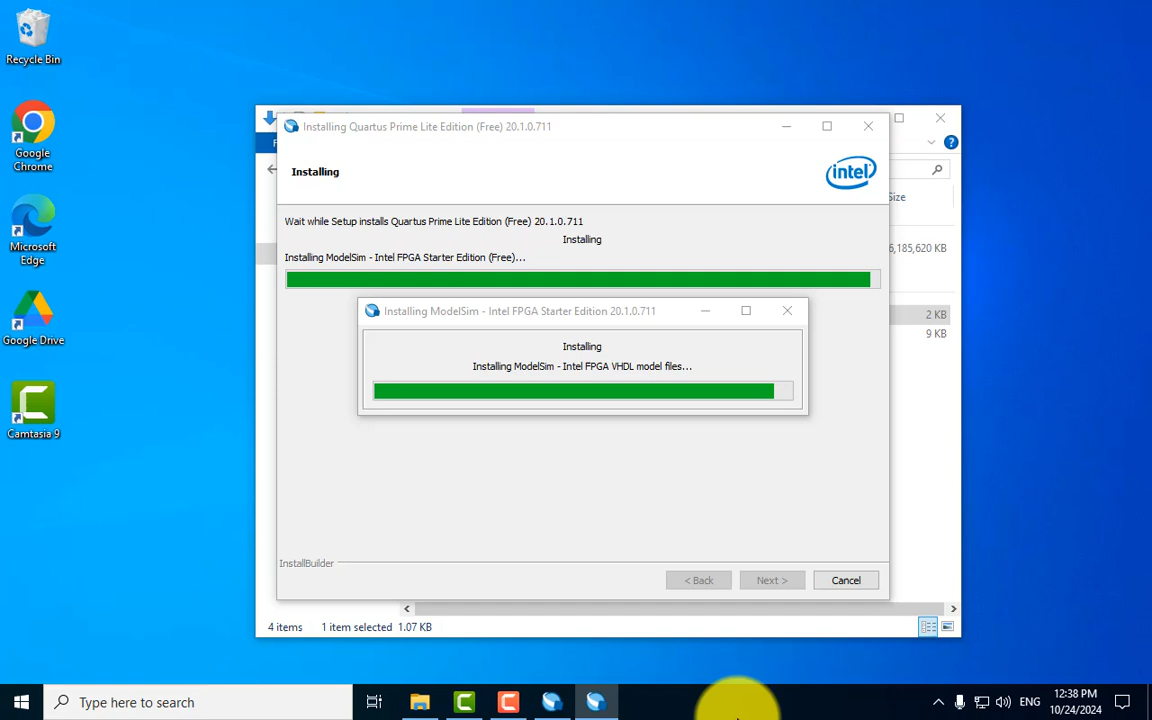 Recycle Bin
Google
Chrome
Microsoft
Edge
Google Drive
Camtasia 9
Installing Quartus Prime Lite Edition (Free) 20.1.0.711
Installing
intel
Size
Wait while Setup installs Quartus Prime Lite Edition (Free) 20.1.0.711
Installing
6,185,620 KB
Installing ModelSim - Intel FPGA Starter Edition (Free)...
Installing ModelSim - Intel FPGA Starter Edition 20.1.0.711
2 KB
9 KB
Installing
Installing ModelSim - Intel FPGA VHDL model files...
InstallBuilder
< Back
Next >
Cancel
4 items
1 item selected 1.07 KB
Type here to search
ENG
12:38 PM
10/24/2024